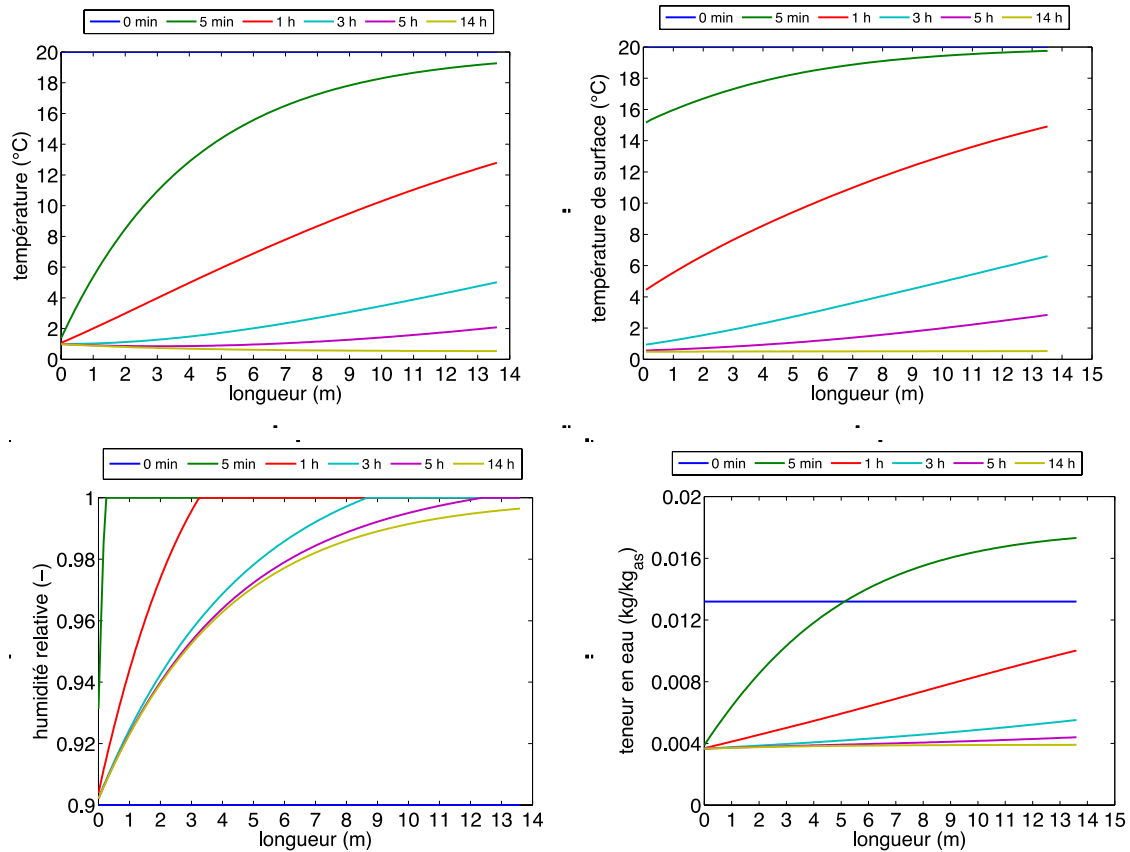 0 min 5 min 1 h 3 h 5 h 14 h
20
18
16
14
12
10
8
6
4
2
0
température (°C)
0 1 2 3 4 5 6 7 8 9 10 11 12 13 14
longueur (m)
0 min 5 min 1 h 3 h 5 h 14 h
20
18
16
14
12
10
8
6
4
2
0
température de surface (°C)
0 1 2 3 4 5 6 7 8 9 10 11 12 13 14 15
longueur (m)
0 min 5 min 1 h 3 h 5 h 14 h
1
0.98
0.96
0.94
0.92
0.9
humidité relative (−)
0 1 2 3 4 5 6 7 8 9 10 11 12 13 14
longueur (m)
0 min 5 min 1 h 3 h 5 h 14 h
0.02
0.016
0.012
0.008
0.004
0
teneur en eau (kg/kgas)
0 1 2 3 4 5 6 7 8 9 10 11 12 13 14 15
longueur (m)